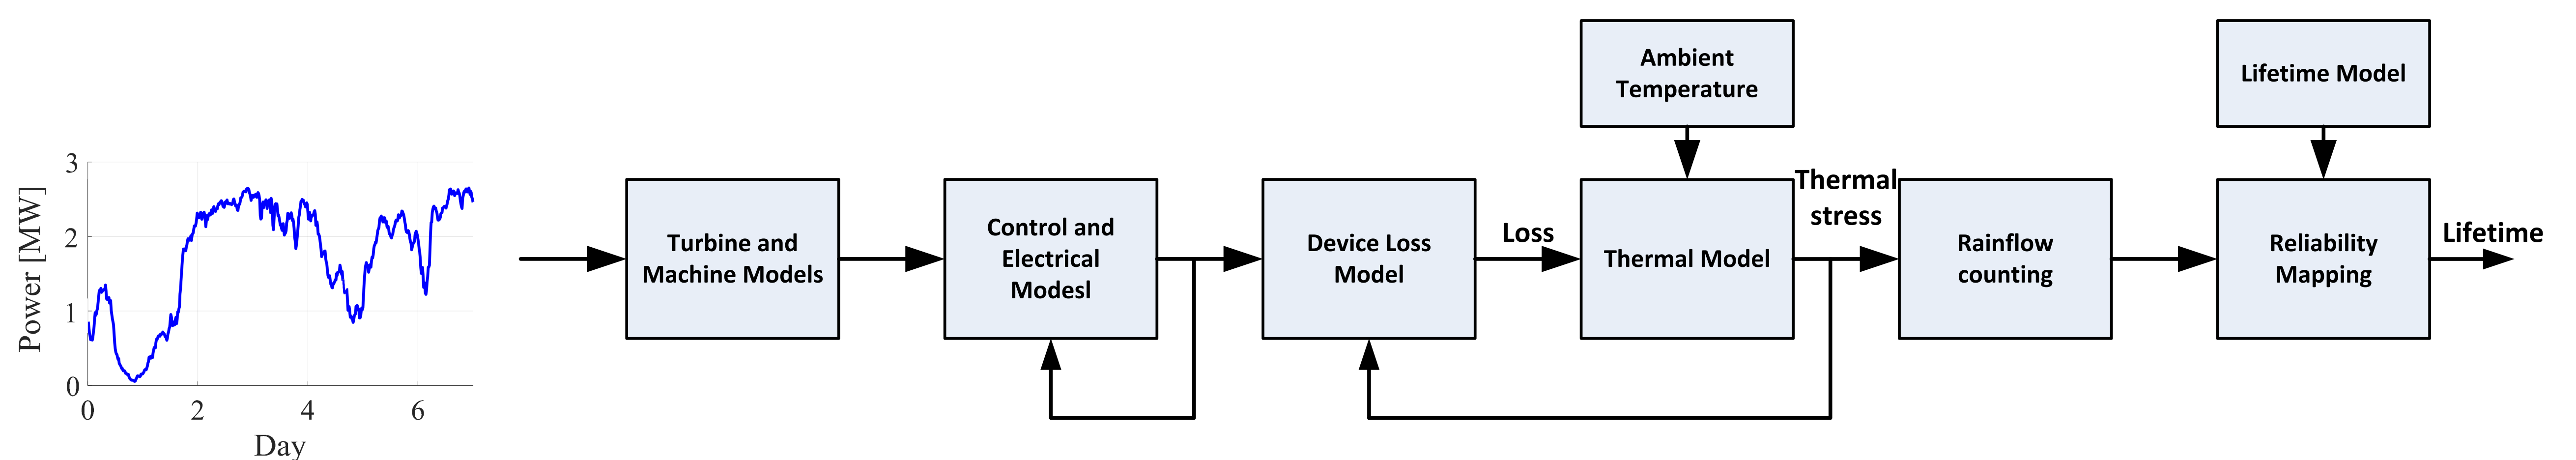 Power [MW]
3
2
1
0
0
2
4
6
Day
Turbine and
Machine Models
Control and
Electrical
Modesl
Device Loss
Model
Loss
Ambient
Temperature
Thermal Model
Thermal
stress
Rainflow
counting
Lifetime Model
Reliability
Mapping
Lifetime